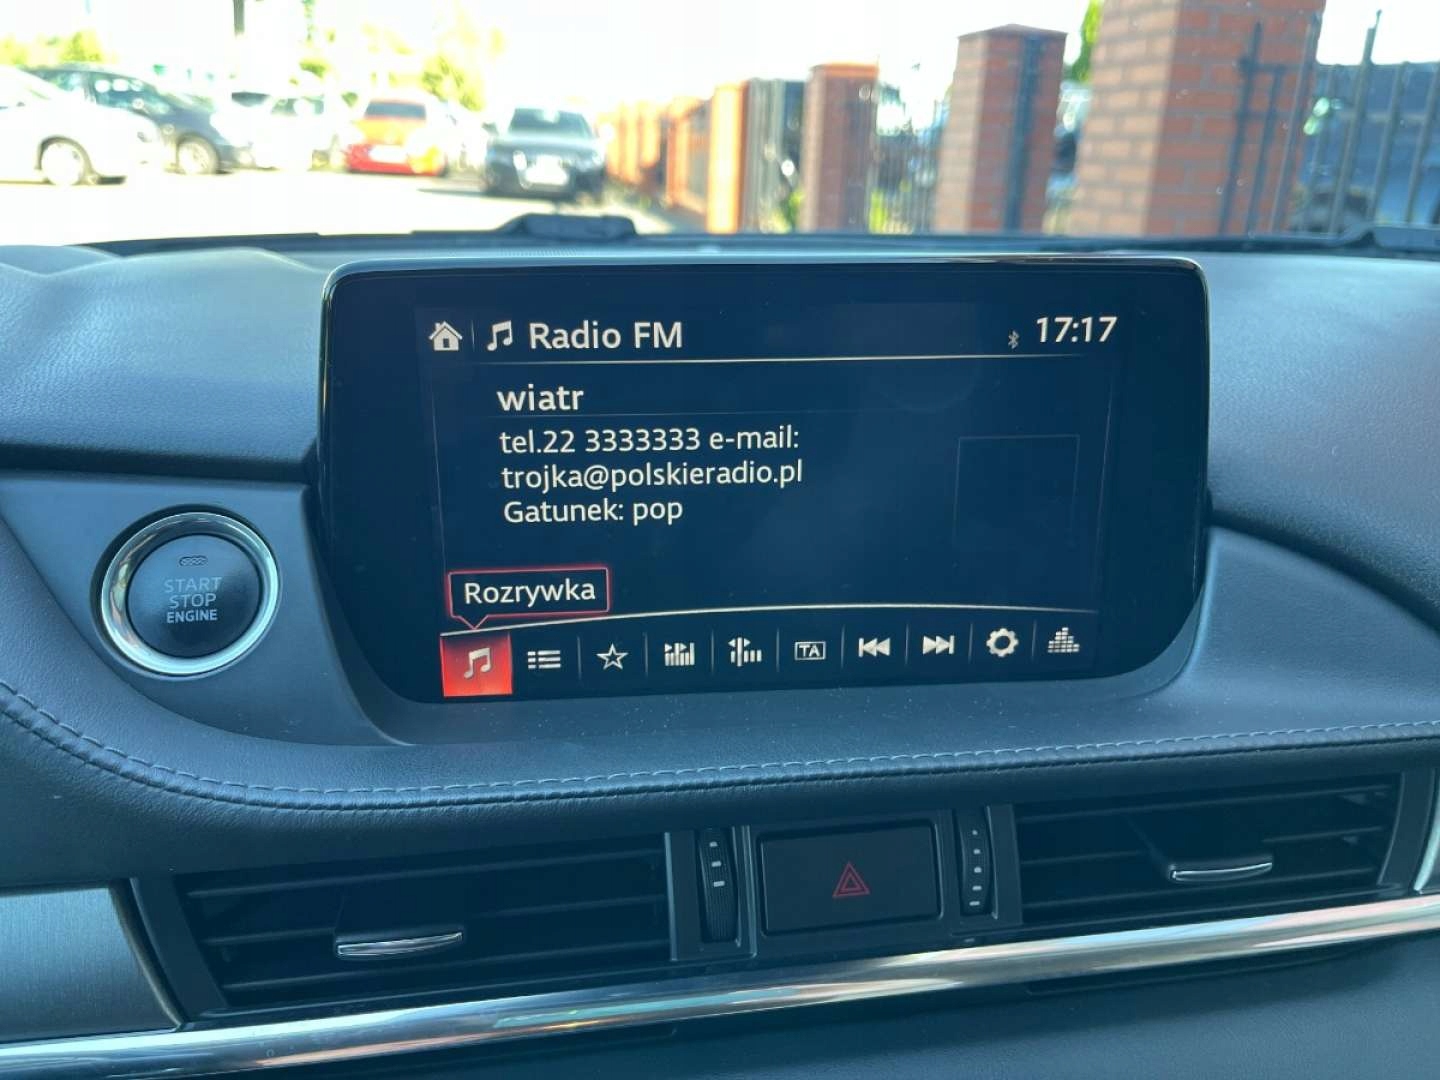 Radio FM 17:17
wiatr
tel.22 3333333 e-mail:
trojka@polskieradio.pl
Gatunek: pop
Rozrywka
TA
START
STOP
ENGINE